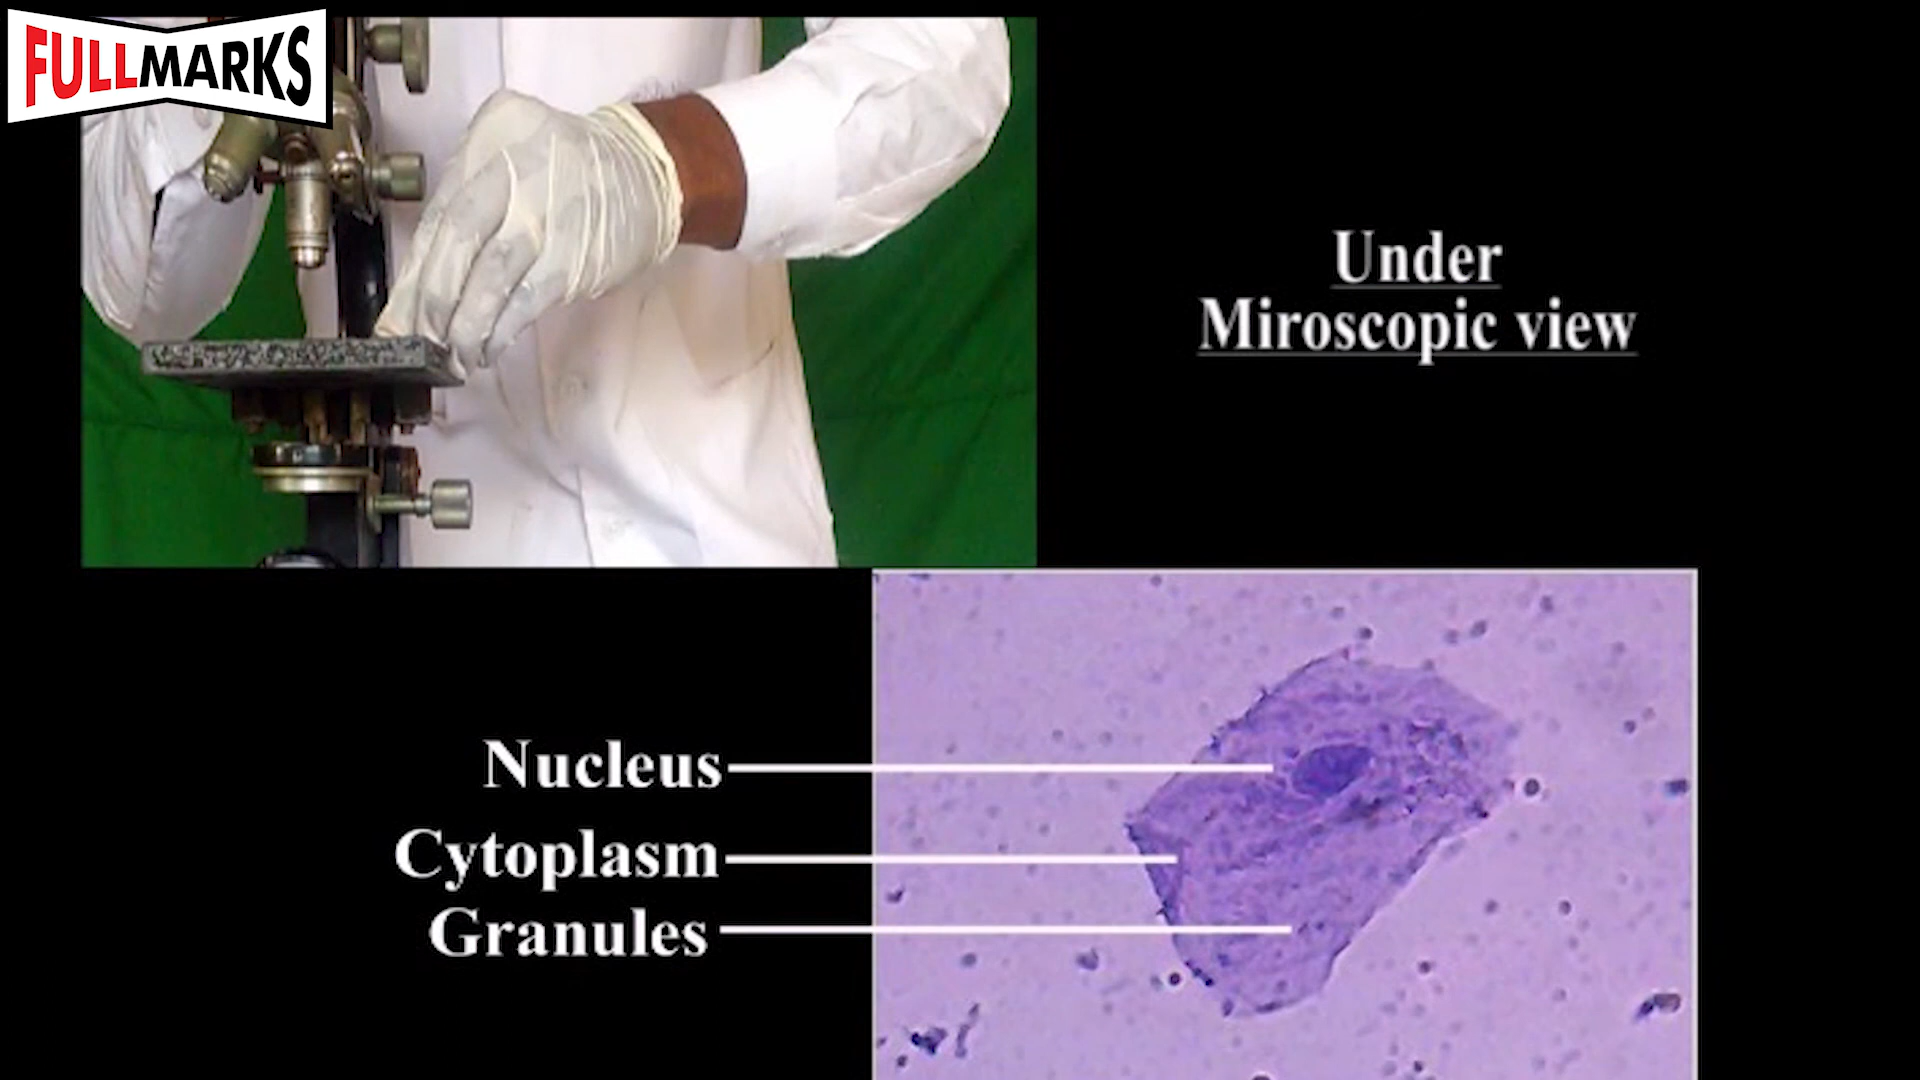 FULLMARKS
Under
Miroscopic view
Nucleus
Cytoplasm
Granules